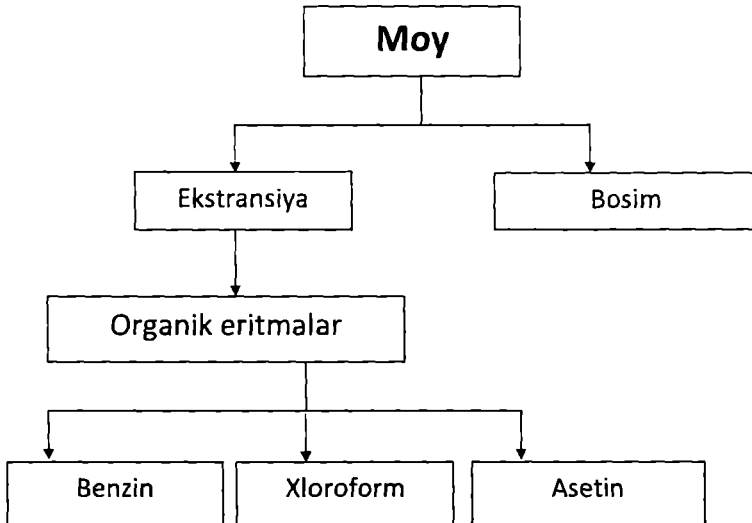 Moy
Ekstransiya
Bosim
Organik eritmalar
Benzin
Xloroform
Asetin